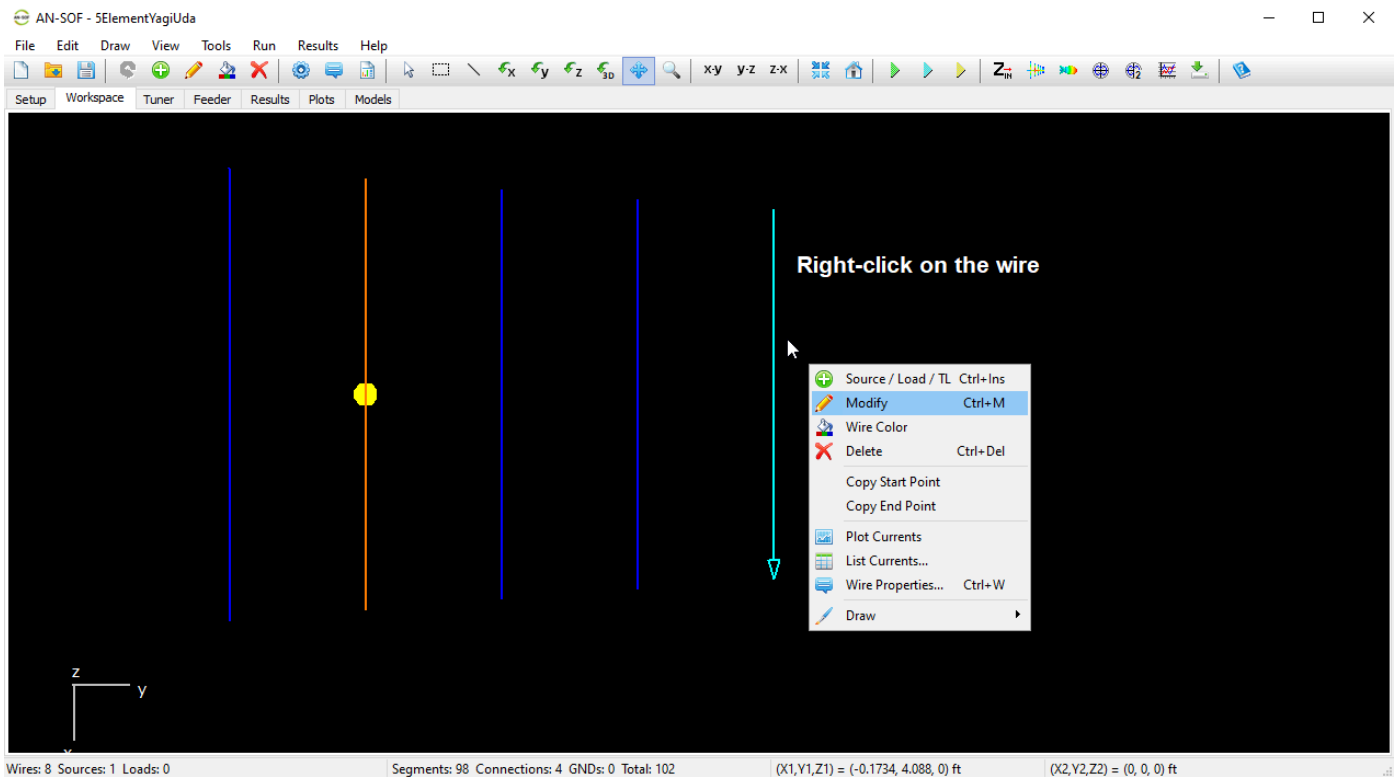 AN-SOF - 5ElementYagiUda
File Edit Draw View Tools Run Results Help
x y z 3D x-y y-z z-x Z IN 2
Setup Workspace Tuner Feeder Results Plots Models
Right-click on the wire
Source / Load / TL Ctrl+Ins
Modify Ctrl+M
Wire Color
Delete Ctrl+Del
Copy Start Point
Copy End Point
Plot Currents
List Currents...
Wire Properties... Ctrl+W
Draw
z
y
x
Wires: 8 Sources: 1 Loads: 0 Segments: 98 Connections: 4 GNDs: 0 Total: 102 (X1,Y1,Z1) = (-0.1734, 4.088, 0) ft (X2,Y2,Z2) = (0, 0, 0) ft